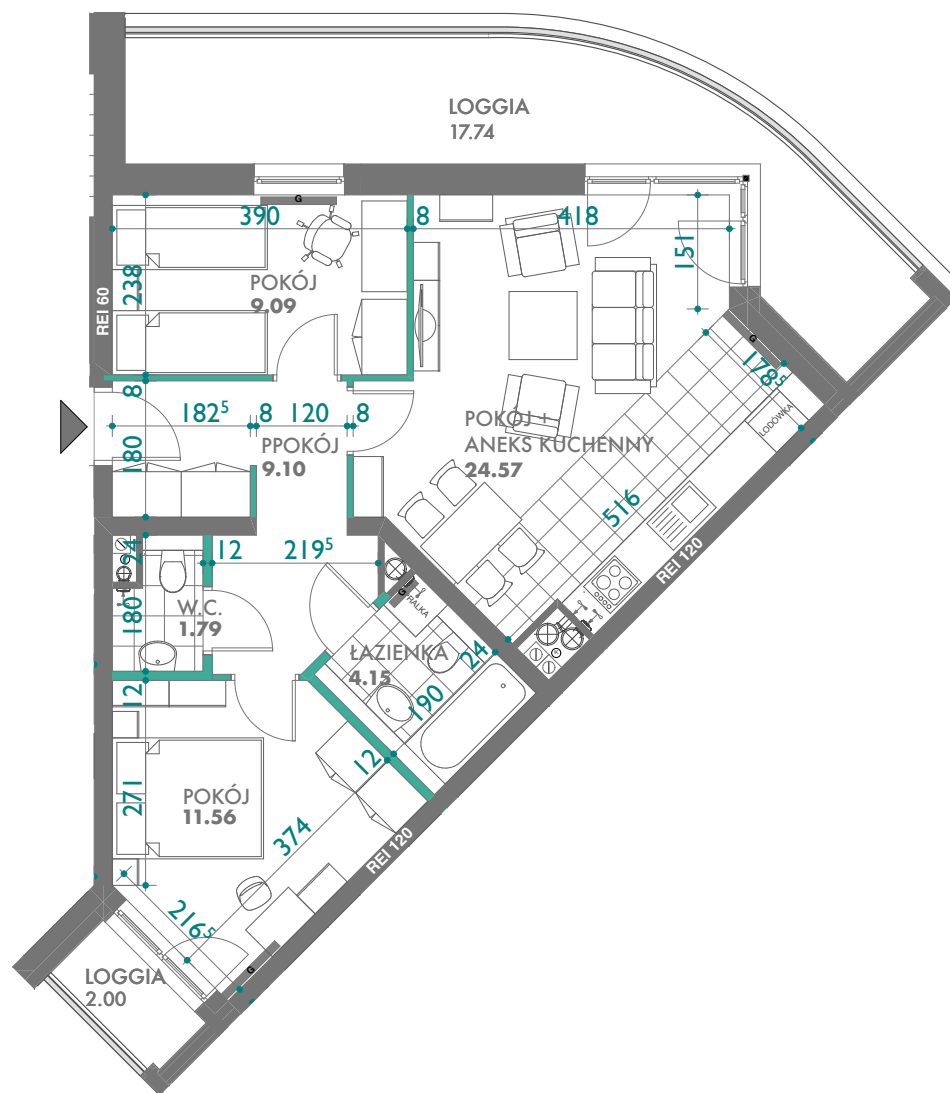 LOGGIA
17.74
G
390
8
418
151
238
POKÓJ
9.09
REI 60
G
178⁵
8
182⁵
8
120
8
POKÓJ +
ANEKS KUCHENNY
24.57
LODÓWKA
PPOKÓJ
9.10
180
516
REI 120
24
12
219⁵
G
PRALKA
W.C.
1.79
180
ŁAZIENKA
4.15
24
190
12
12
271
POKÓJ
11.56
374
REI 120
216⁵
G
LOGGIA
2.00